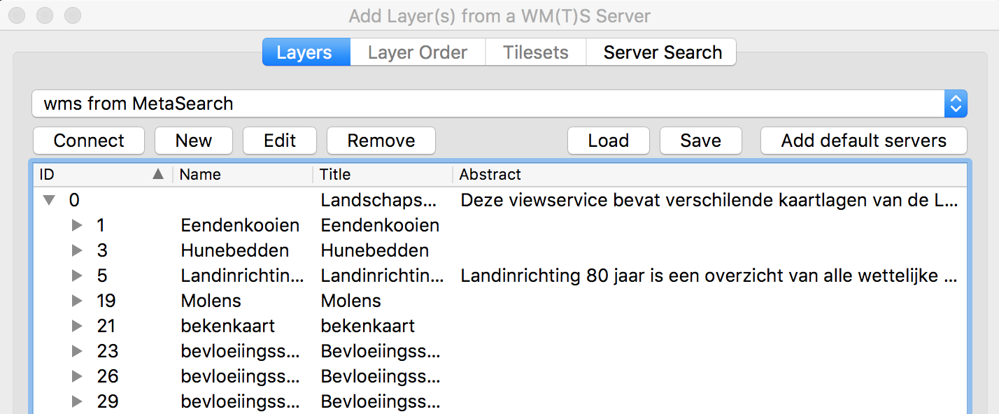 Add Layer(s) from a WM(T)S Server
Layers Layer Order Tilesets Server Search
wms from MetaSearch
Connect New Edit Remove Load Save Add default servers
ID Name Title Abstract
0 Landschaps... Deze viewservice bevat verschilende kaartlagen van de L...
1 Eendenkooien Eendenkooien
3 Hunebedden Hunebedden
5 Landinrichtin... Landinrichtin... Landinrichting 80 jaar is een overzicht van alle wettelijke ...
19 Molens Molens
21 bekenkaart bekenkaart
23 bevloeiingss... Bevloeiingss...
26 bevloeiingss... Bevloeiingss...
29 bevloeiingss... Bevloeiingss...